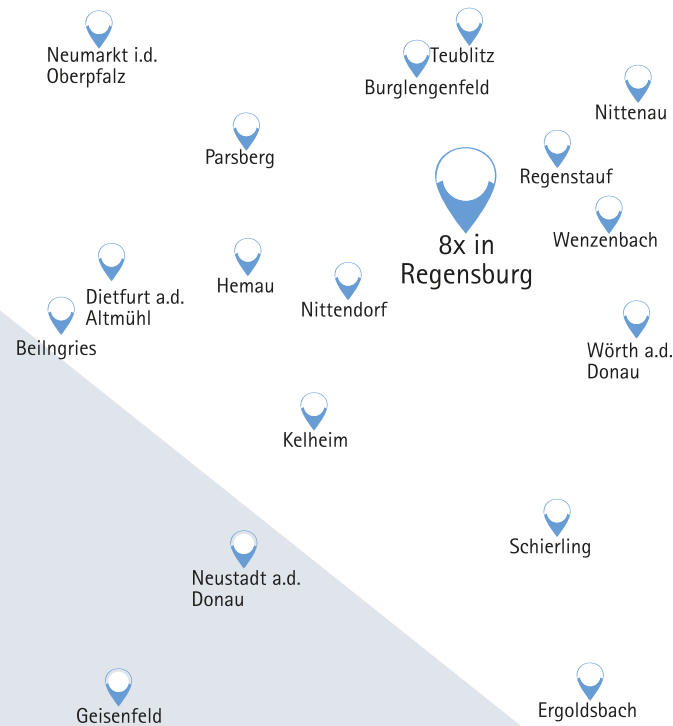 Neumarkt i.d.
Oberpfalz
Teublitz
Burglengenfeld
Nittenau
Parsberg
Regenstauf
Wenzenbach
8x in
Regensburg
Hemau
Dietfurt a.d.
Altmühl
Nittendorf
Beilngries
Wörth a.d.
Donau
Kelheim
Schierling
Neustadt a.d.
Donau
Geisenfeld
Ergoldsbach